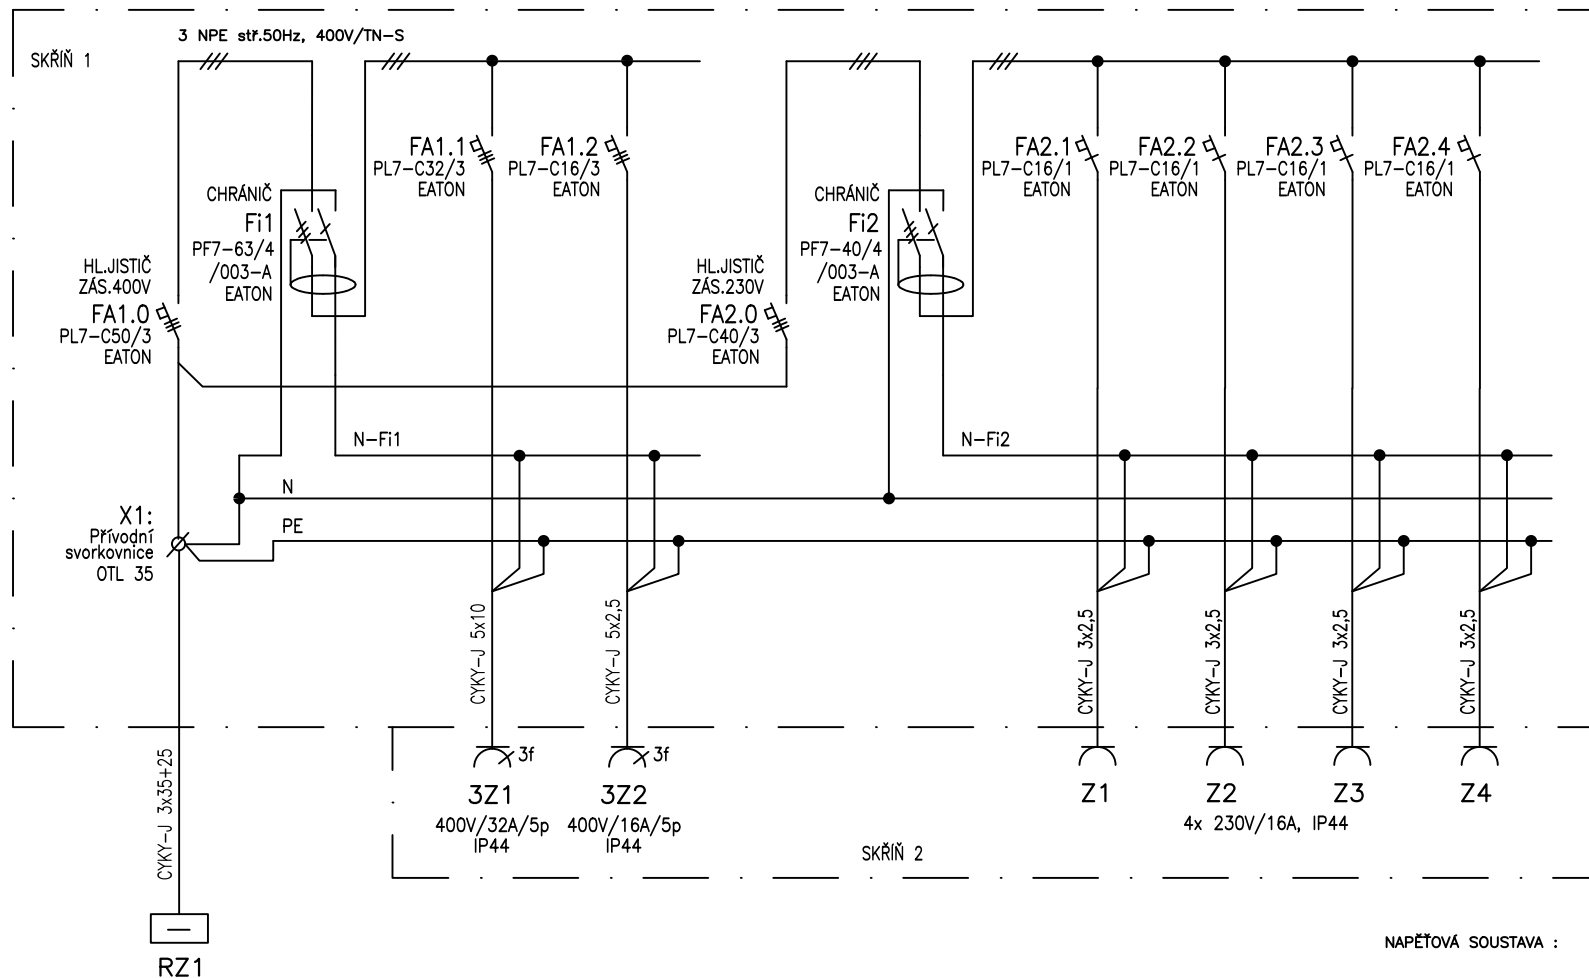 3 NPE stř.50Hz, 400V/TN-S
SKŘÍŇ 1
FA1.1
PL7-C32/3
EATON
FA1.2
PL7-C16/3
EATON
FA2.1
PL7-C16/1
EATON
FA2.2
PL7-C16/1
EATON
FA2.3
PL7-C16/1
EATON
FA2.4
PL7-C16/1
EATON
CHRÁNIČ
Fi1
PF7-63/4
/003-A
EATON
CHRÁNIČ
Fi2
PF7-40/4
/003-A
EATON
HL.JISTIČ
ZÁS.400V
FA1.0
PL7-C50/3
EATON
HL.JISTIČ
ZÁS.230V
FA2.0
PL7-C40/3
EATON
N-Fi1
N-Fi2
N
PE
X1:
Přívodní
svorkovnice
OTL 35
CYKY-J 5x10
CYKY-J 5x2,5
CYKY-J 3x2,5
CYKY-J 3x2,5
CYKY-J 3x2,5
CYKY-J 3x2,5
CYKY-J 3x35+25
3f
3f
3Z1
400V/32A/5p
IP44
3Z2
400V/16A/5p
IP44
Z1
Z2
Z3
Z4
4x 230V/16A, IP44
SKŘÍŇ 2
RZ1
NAPĚŤOVÁ SOUSTAVA :